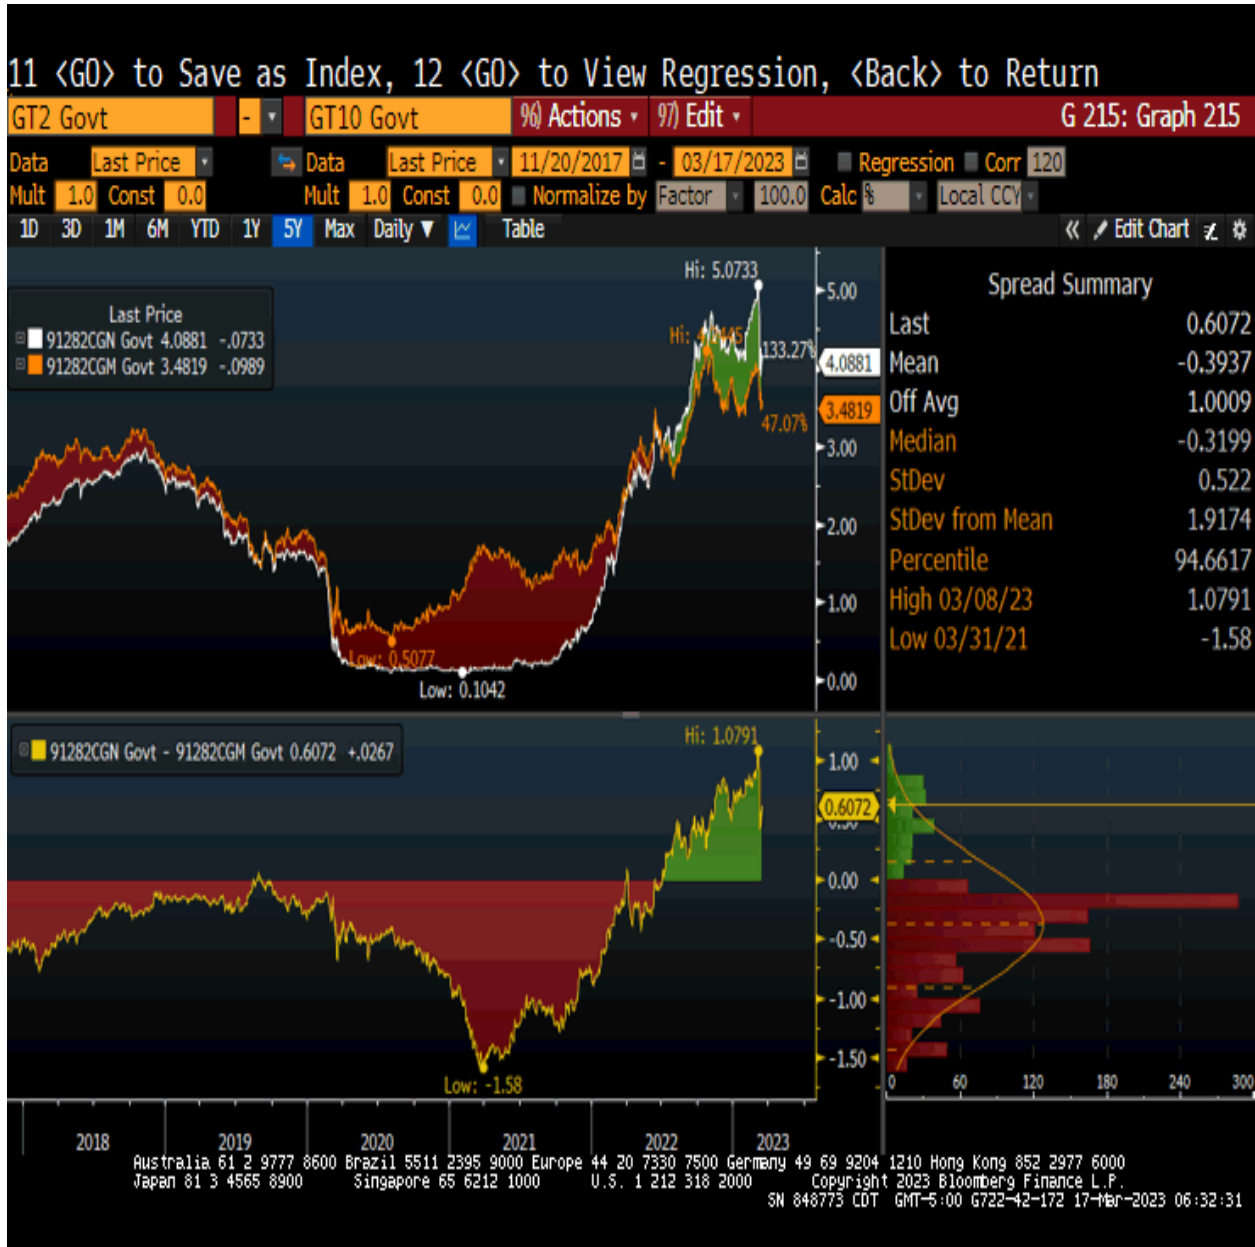 11 <GO> to Save as Index, 12 <GO> to View Regression, <Back> to Return
GT2 Govt - GT10 Govt 96) Actions 97) Edit G 215: Graph 215
Data Last Price Data Last Price 11/20/2017 - 03/17/2023 Regression Corr 120
Mult 1.0 Const 0.0 Mult 1.0 Const 0.0 Normalize by Factor 100.0 Calc % Local CCY
1D 3D 1M 6M YTD 1Y 5Y Max Daily ▼ Table « Edit Chart
Last Price
91282CGN Govt 4.0881 -.0733
91282CGM Govt 3.4819 -.0989
Hi: 5.0733
Hi:
133.27%
47.07%
Low: 0.5077
Low: 0.1042
5.00
4.0881
3.4819
3.00
2.00
1.00
0.00
Spread Summary
Last 0.6072
Mean -0.3937
Off Avg 1.0009
Median -0.3199
StDev 0.522
StDev from Mean 1.9174
Percentile 94.6617
High 03/08/23 1.0791
Low 03/31/21 -1.58
91282CGN Govt - 91282CGM Govt 0.6072 +.0267
Hi: 1.0791
Low: -1.58
1.00
0.6072
0.50
0.00
-0.50
-1.00
-1.50
0 60 120 180 240 300
2018 2019 2020 2021 2022 2023
Australia 61 2 9777 8600 Brazil 5511 2395 9000 Europe 44 20 7330 7500 Germany 49 69 9204 1210 Hong Kong 852 2977 6000
Japan 81 3 4565 8900 Singapore 65 6212 1000 U.S. 1 212 318 2000 Copyright 2023 Bloomberg Finance L.P.
SN 848773 CDT GMT-5:00 G722-42-172 17-Mar-2023 06:32:31